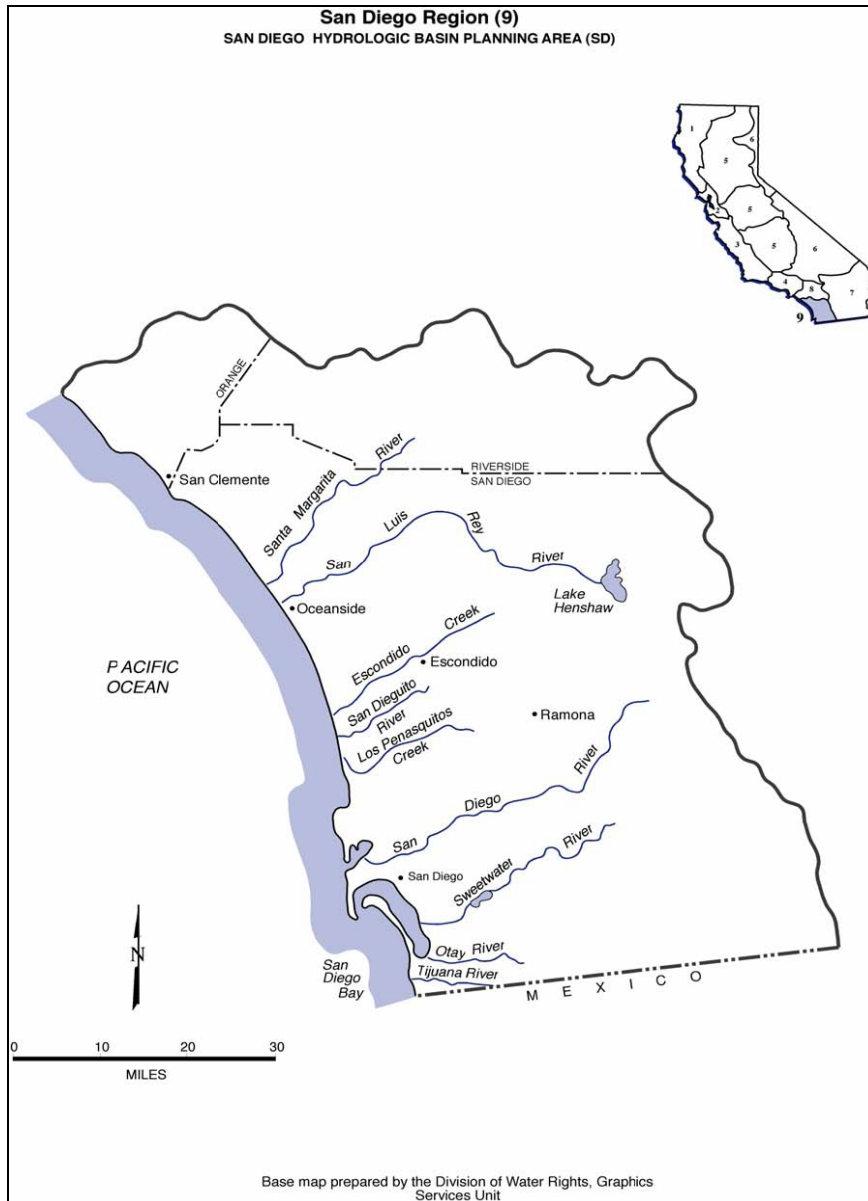 San Diego Region (9)
SAN DIEGO HYDROLOGIC BASIN PLANNING AREA (SD)
1
6
5
2
5
3
5
6
4
8
7
9
ORANGE
RIVERSIDE
SAN DIEGO
San Clemente
Santa Margarita River
San Luis Rey River
Lake
Henshaw
Oceanside
Escondido Creek
Escondido
PACIFIC
OCEAN
San Dieguito
River
Ramona
Los Penasquitos
Creek
San Diego River
San Diego
Sweetwater River
San
Diego
Bay
Otay River
Tijuana River
MEXICO
N
0 10 20 30
MILES
Base map prepared by the Division of Water Rights, Graphics
Services Unit